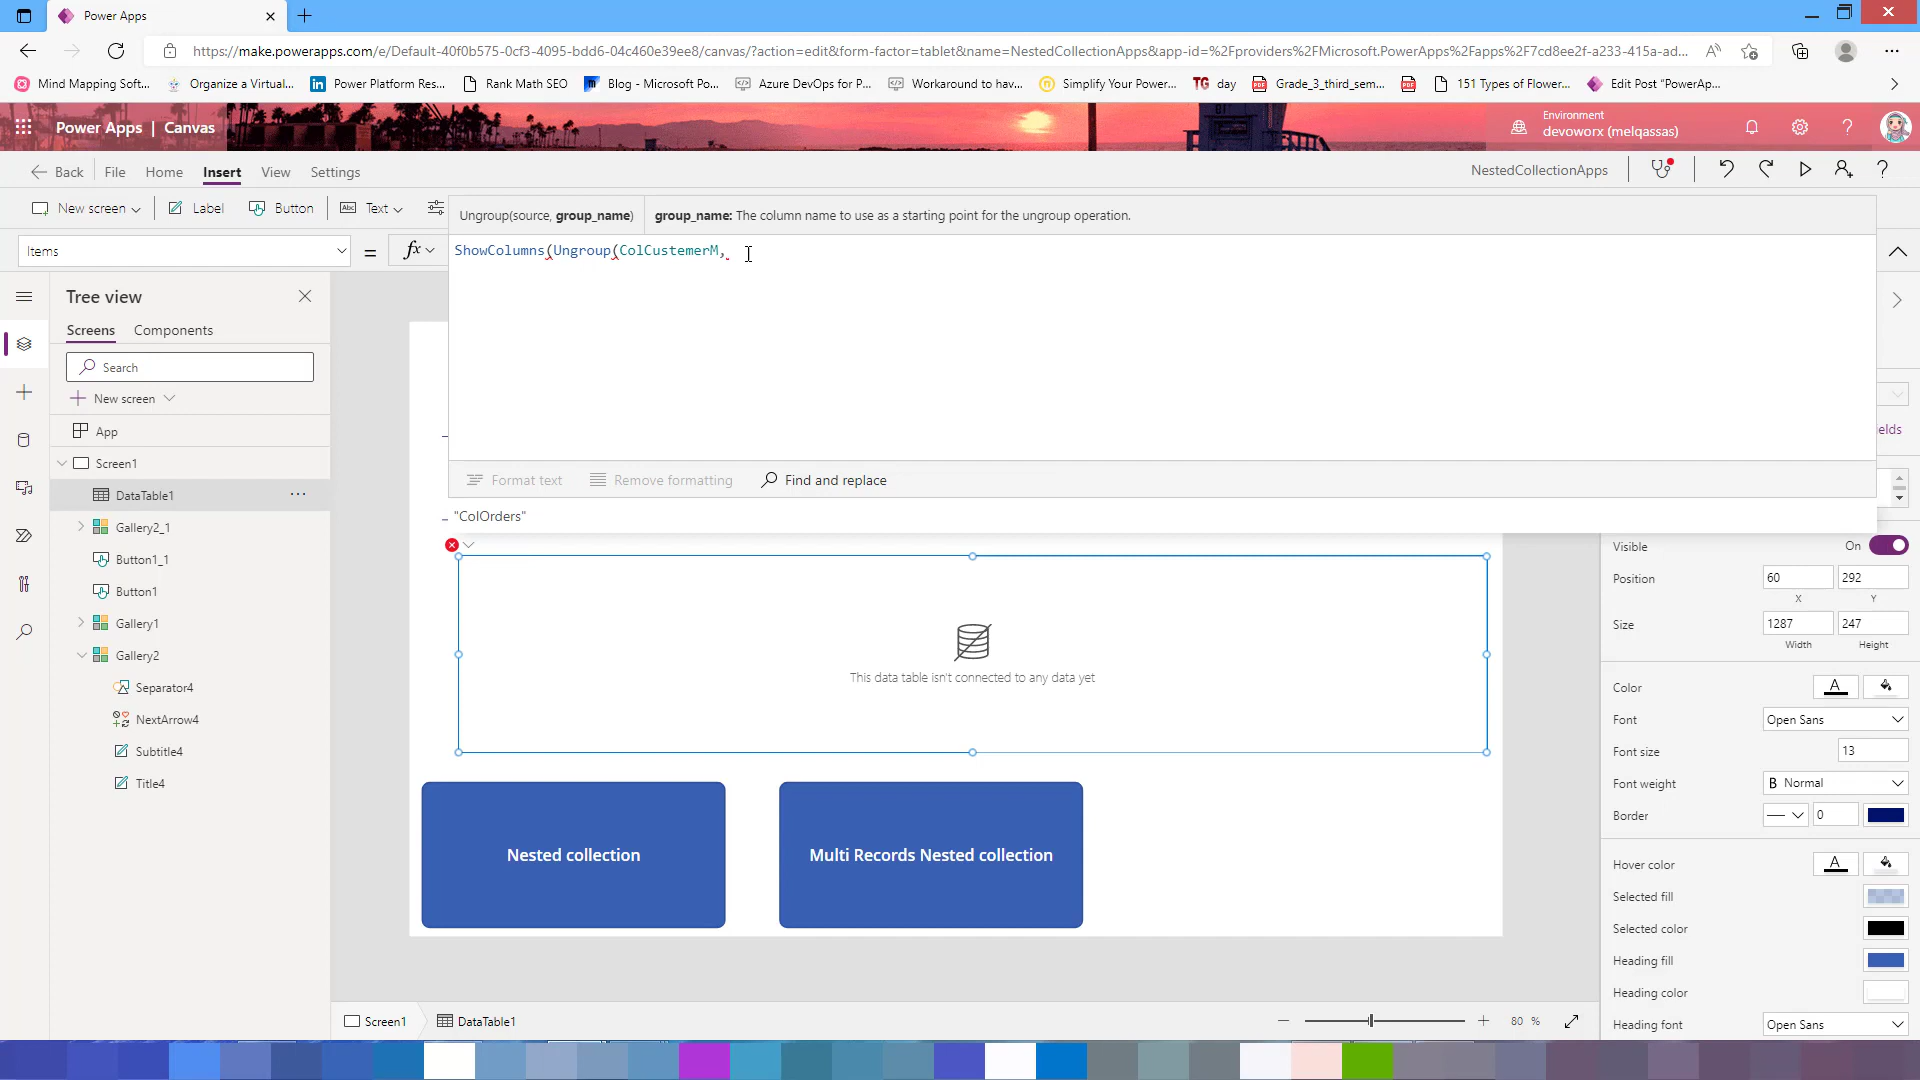 Power Apps
https://make.powerapps.com/e/Default-40f0b575-0cf3-4095-bdd6-04c460e39ee8/canvas/?action=edit&form-factor=tablet&name=NestedCollectionApps&app-id=%2Fproviders%2FMicrosoft.PowerApps%2Fapps%2F7cd8ee2f-a233-415a-ad...
Mind Mapping Soft...
Organize a Virtual...
Power Platform Res...
Rank Math SEO
Blog - Microsoft Po...
Azure DevOps for P...
Workaround to hav...
Simplify Your Power...
TG day
Grade_3_third_sem...
151 Types of Flower...
Edit Post "PowerAp...
Power Apps | Canvas
Environment
devoworx (melqassas)
Back
File
Home
Insert
View
Settings
NestedCollectionApps
New screen
Label
Button
Text
Ungroup(source, group_name)
group_name: The column name to use as a starting point for the ungroup operation.
Items
=
fx
ShowColumns(Ungroup(ColCustemerM,
Format text
Remove formatting
Find and replace
"ColOrders"
Tree view
Screens
Components
Search
New screen
App
Screen1
DataTable1
Gallery2_1
Button1_1
Button1
Gallery1
Gallery2
Separator4
NextArrow4
Subtitle4
Title4
This data table isn't connected to any data yet
Nested collection
Multi Records Nested collection
elds
Visible
On
Position
60
292
X
Y
Size
1287
247
Width
Height
Color
A
Font
Open Sans
Font size
13
Font weight
B Normal
Border
0
Hover color
A
Selected fill
Selected color
Heading fill
Heading color
Heading font
Open Sans
Screen1
DataTable1
80 %